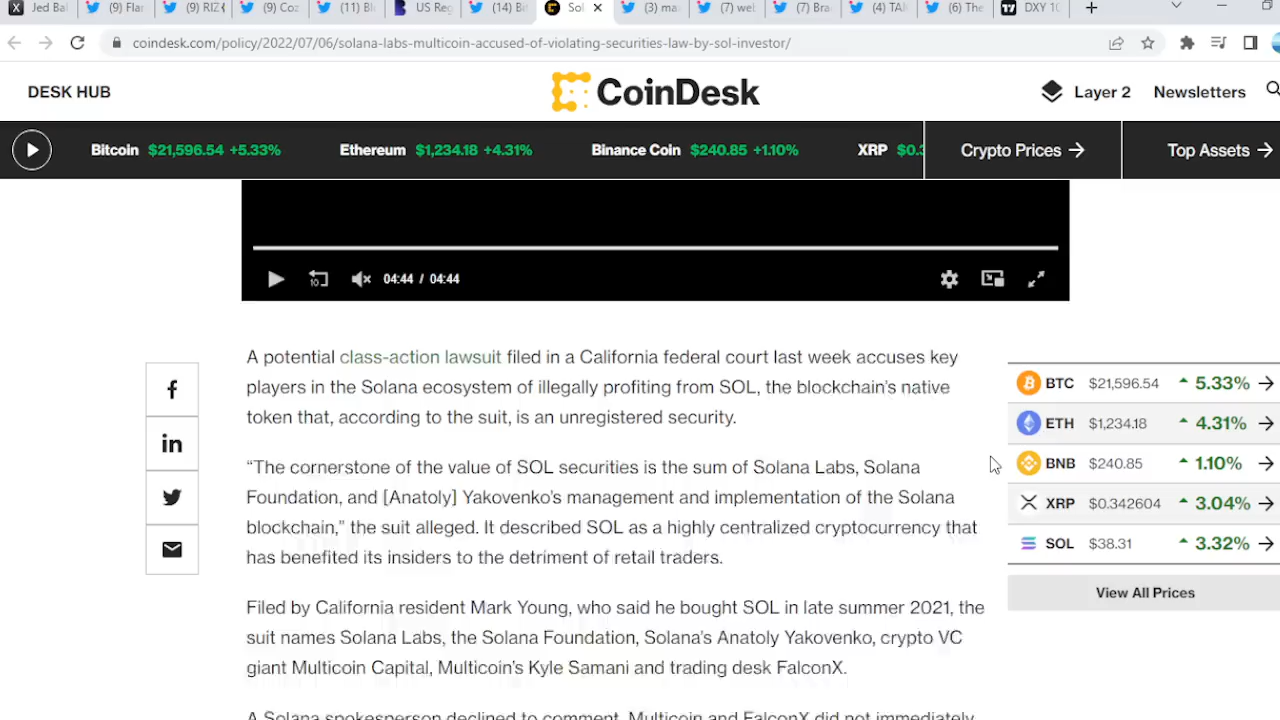 Jed Bal
(9) Flar
(9) RIZ
(9) Coz
(11) Bl
US Reg
(14) Bi
Sol
(3) ma
(7) wel
(7) Bra
(4) TA
(6) The
DXY 10
coindesk.com/policy/2022/07/06/solana-labs-multicoin-accused-of-violating-securities-law-by-sol-investor/
DESK HUB
CoinDesk
Layer 2
Newsletters
Bitcoin $21,596.54 +5.33%
Ethereum $1,234.18 +4.31%
Binance Coin $240.85 +1.10%
XRP $0.3
Crypto Prices →
Top Assets →
10
04:44 / 04:44
A potential class-action lawsuit filed in a California federal court last week accuses key
players in the Solana ecosystem of illegally profiting from SOL, the blockchain's native
token that, according to the suit, is an unregistered security.
“The cornerstone of the value of SOL securities is the sum of Solana Labs, Solana
Foundation, and [Anatoly] Yakovenko's management and implementation of the Solana
blockchain,” the suit alleged. It described SOL as a highly centralized cryptocurrency that
has benefited its insiders to the detriment of retail traders.
Filed by California resident Mark Young, who said he bought SOL in late summer 2021, the
suit names Solana Labs, the Solana Foundation, Solana's Anatoly Yakovenko, crypto VC
giant Multicoin Capital, Multicoin's Kyle Samani and trading desk FalconX.
A Solana spokesperson declined to comment. Multicoin and FalconX did not immediately
BTC $21,596.54 5.33% →
ETH $1,234.18 4.31% →
BNB $240.85 1.10% →
XRP $0.342604 3.04% →
SOL $38.31 3.32% →
View All Prices